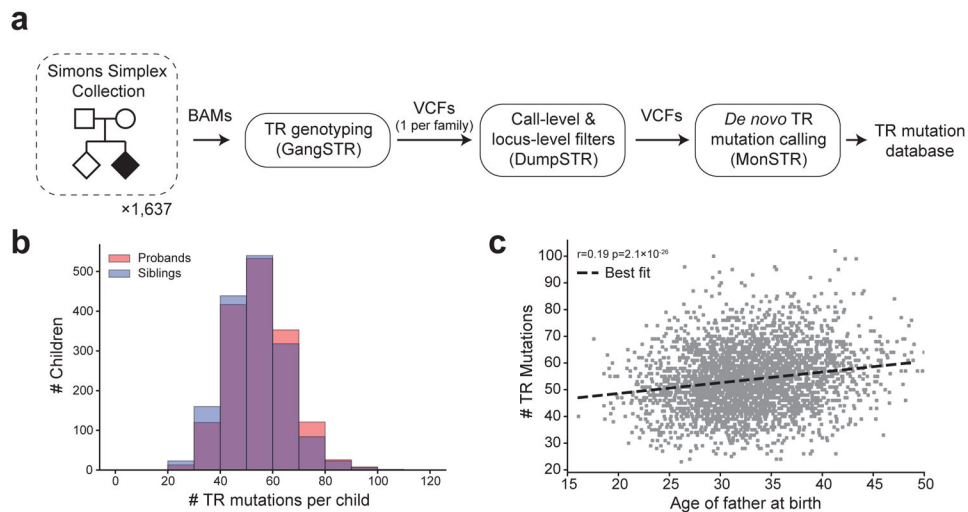 a
Simons Simplex
Collection
×1,637
BAMs
TR genotyping
(GangSTR)
VCFs
(1 per family)
Call-level &
locus-level filters
(DumpSTR)
VCFs
De novo TR
mutation calling
(MonSTR)
TR mutation
database
b
Probands
Siblings
# Children
500
400
300
200
100
0
0 20 40 60 80 100 120
# TR mutations per child
c
r=0.19 p=2.1×10⁻²⁶
Best fit
# TR Mutations
100
90
80
70
60
50
40
30
20
15 20 25 30 35 40 45 50
Age of father at birth